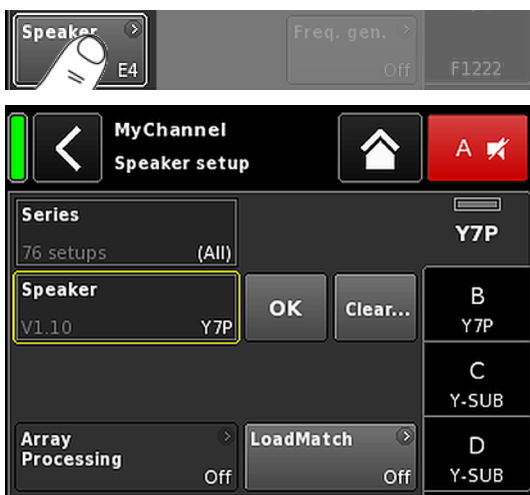 Speaker
Freq. gen.
E4
Off
F1222
MyChannel
Speaker setup
A
Series
76 setups
(All)
Y7P
Speaker
V1.10
Y7P
OK
Clear...
B
Y7P
C
Y-SUB
Array
Processing
Off
LoadMatch
Off
D
Y-SUB